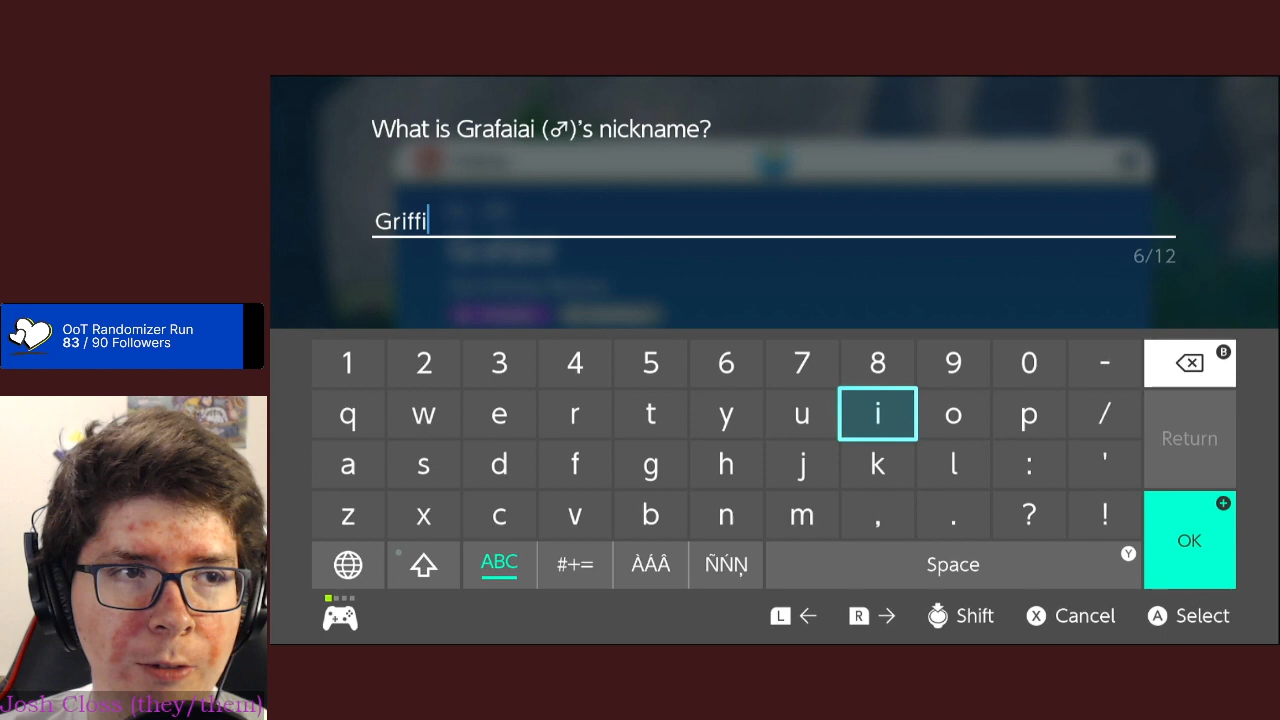 What is Grafaiai (♂)'s nickname?
Griffi
6/12
OoT Randomizer Run
83 / 90 Followers
1 2 3 4 5 6 7 8 9 0 - B
q w e r t y u i o p /
Return
a s d f g h j k l : '
z x c v b n m , . ? ! +
OK
ABC #+= ÀÁÂ ÑŃŅ Space Y
L ← R → Shift X Cancel A Select
Josh Closs (they/them)